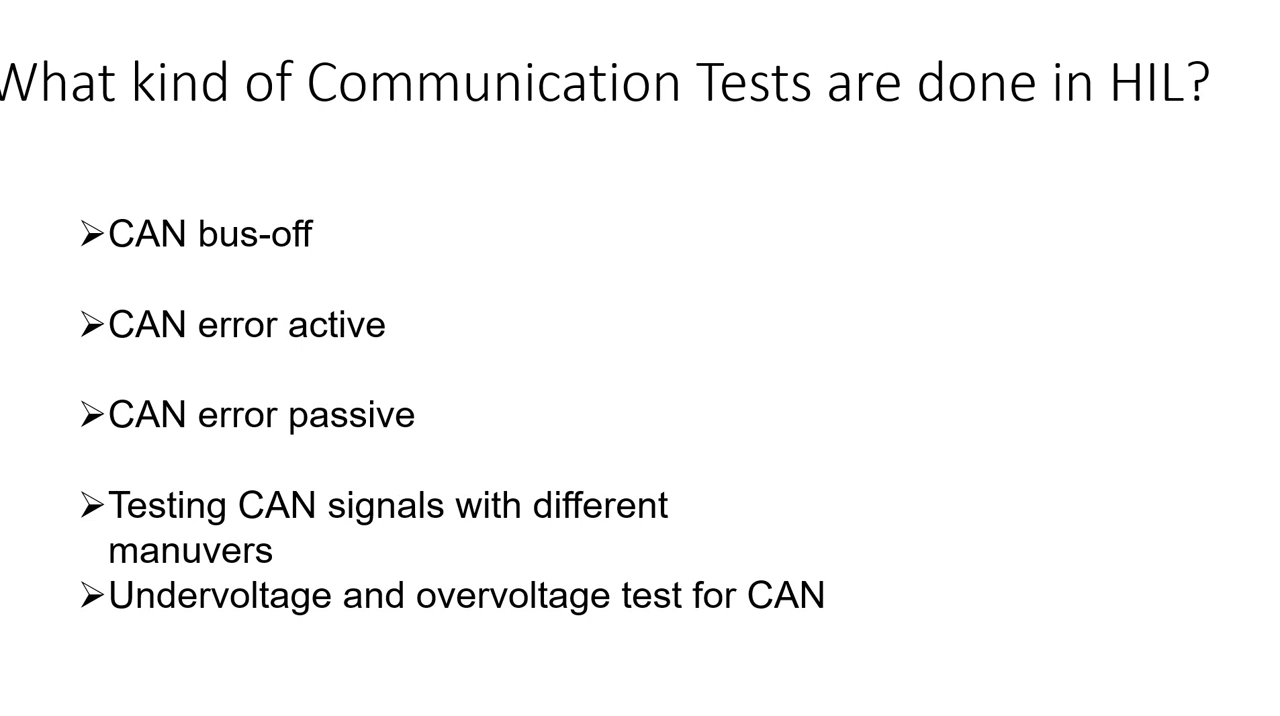 What kind of Communication Tests are done in HIL?
➢CAN bus-off
➢CAN error active
➢CAN error passive
➢Testing CAN signals with different
manuvers
➢Undervoltage and overvoltage test for CAN